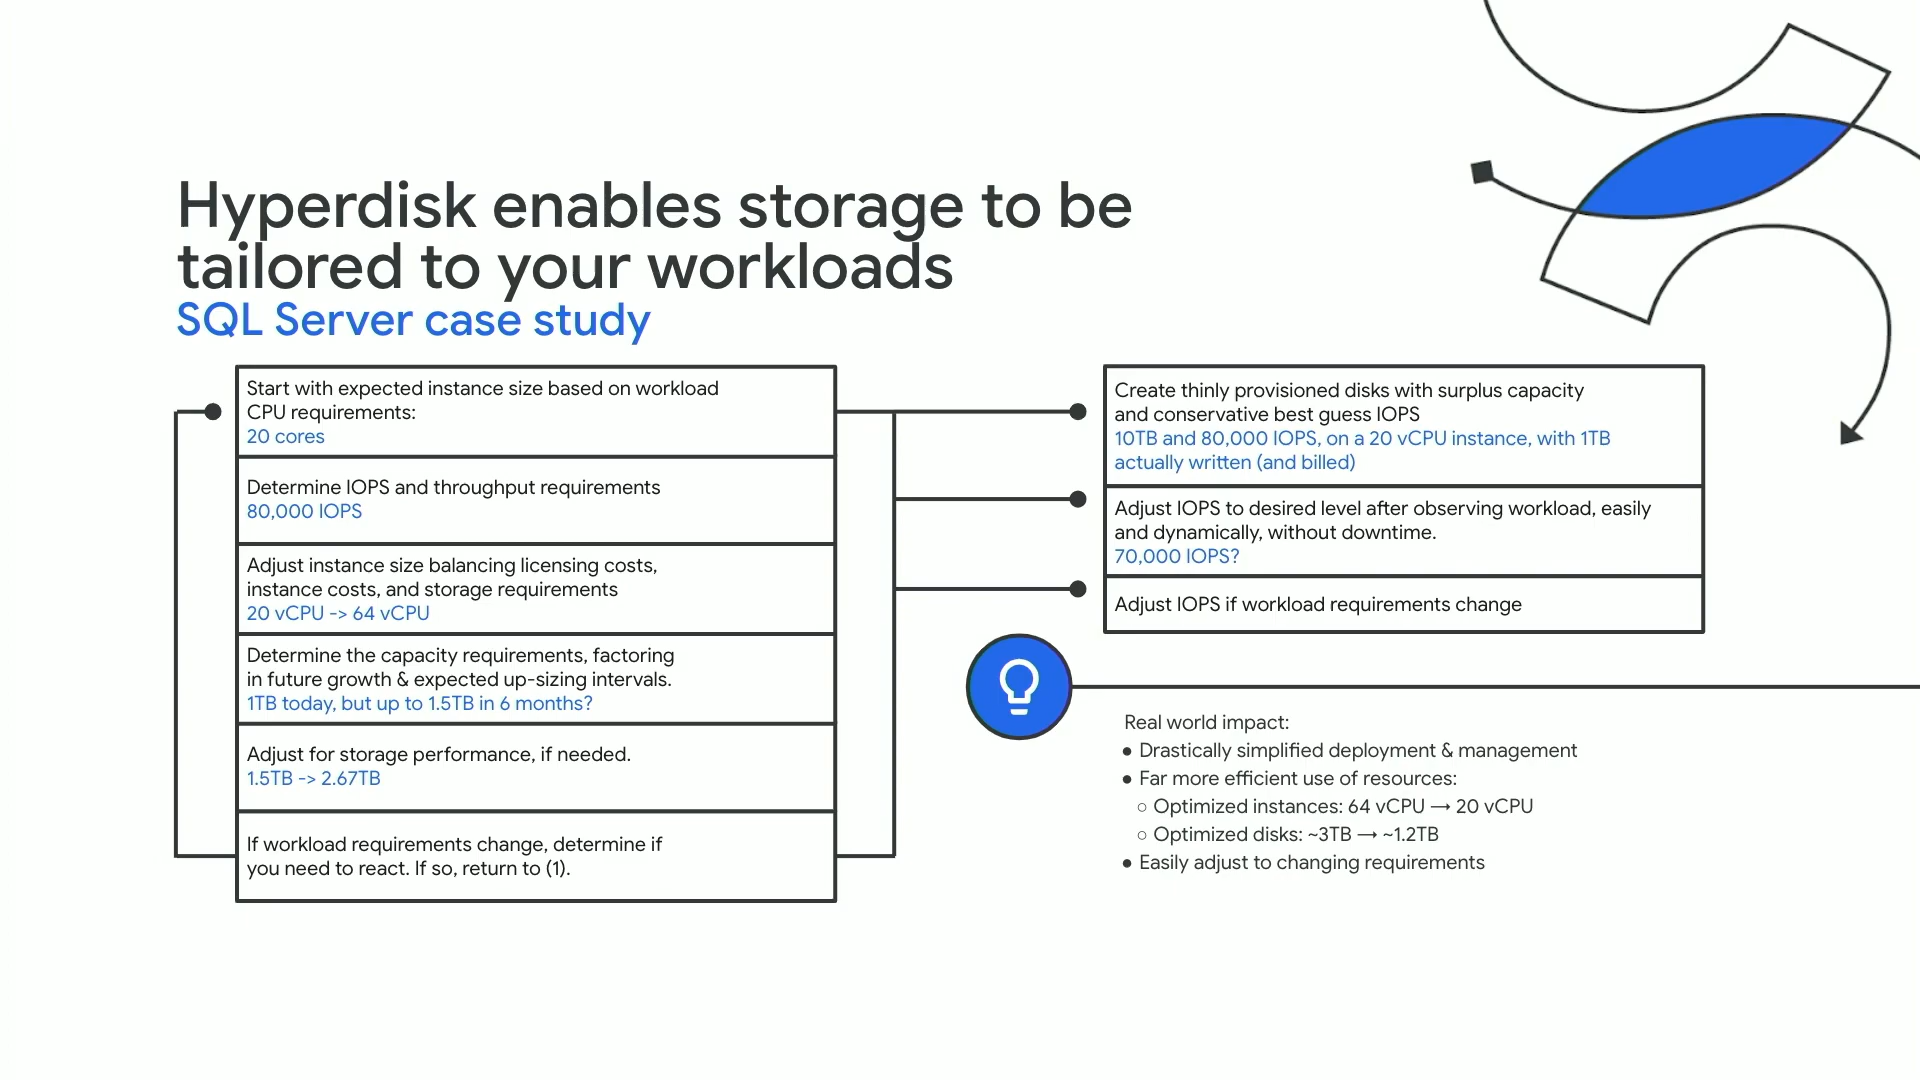 Hyperdisk enables storage to be
tailored to your workloads
SQL Server case study
Start with expected instance size based on workload
CPU requirements:
20 cores
Determine IOPS and throughput requirements
80,000 IOPS
Adjust instance size balancing licensing costs,
instance costs, and storage requirements
20 vCPU -> 64 vCPU
Determine the capacity requirements, factoring
in future growth & expected up-sizing intervals.
1TB today, but up to 1.5TB in 6 months?
Adjust for storage performance, if needed.
1.5TB -> 2.67TB
If workload requirements change, determine if
you need to react. If so, return to (1).
Create thinly provisioned disks with surplus capacity
and conservative best guess IOPS
10TB and 80,000 IOPS, on a 20 vCPU instance, with 1TB
actually written (and billed)
Adjust IOPS to desired level after observing workload, easily
and dynamically, without downtime.
70,000 IOPS?
Adjust IOPS if workload requirements change
Real world impact:
● Drastically simplified deployment & management
● Far more efficient use of resources:
○ Optimized instances: 64 vCPU → 20 vCPU
○ Optimized disks: ~3TB → ~1.2TB
● Easily adjust to changing requirements